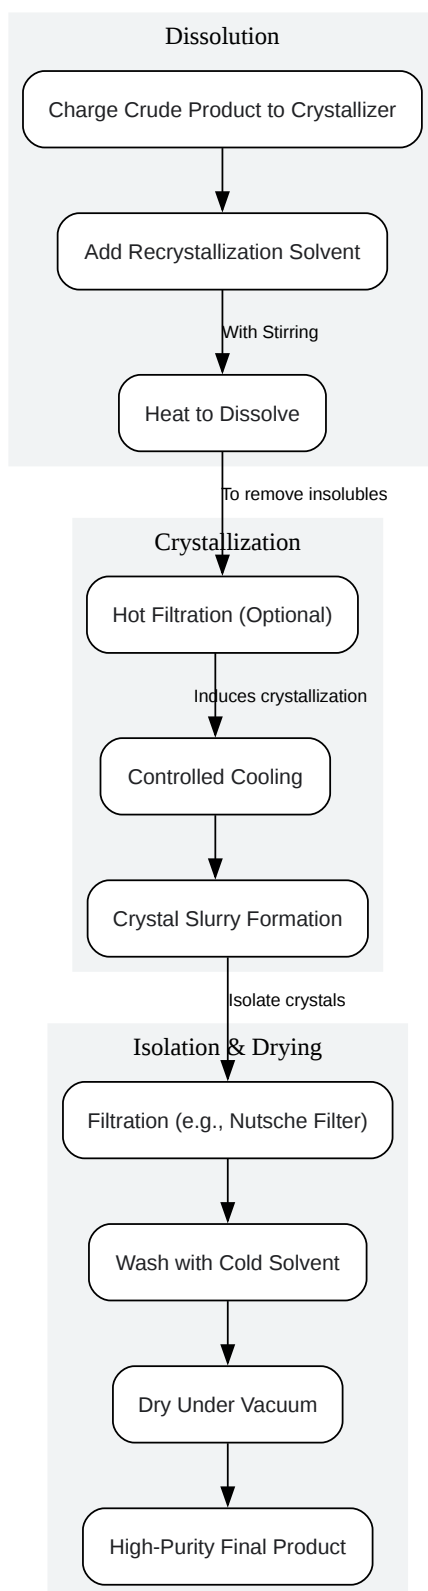 Dissolution
Charge Crude Product to Crystallizer
Add Recrystallization Solvent
With Stirring
Heat to Dissolve
To remove insolubles
Crystallization
Hot Filtration (Optional)
Induces crystallization
Controlled Cooling
Crystal Slurry Formation
Isolate crystals
Isolation & Drying
Filtration (e.g., Nutsche Filter)
Wash with Cold Solvent
Dry Under Vacuum
High-Purity Final Product